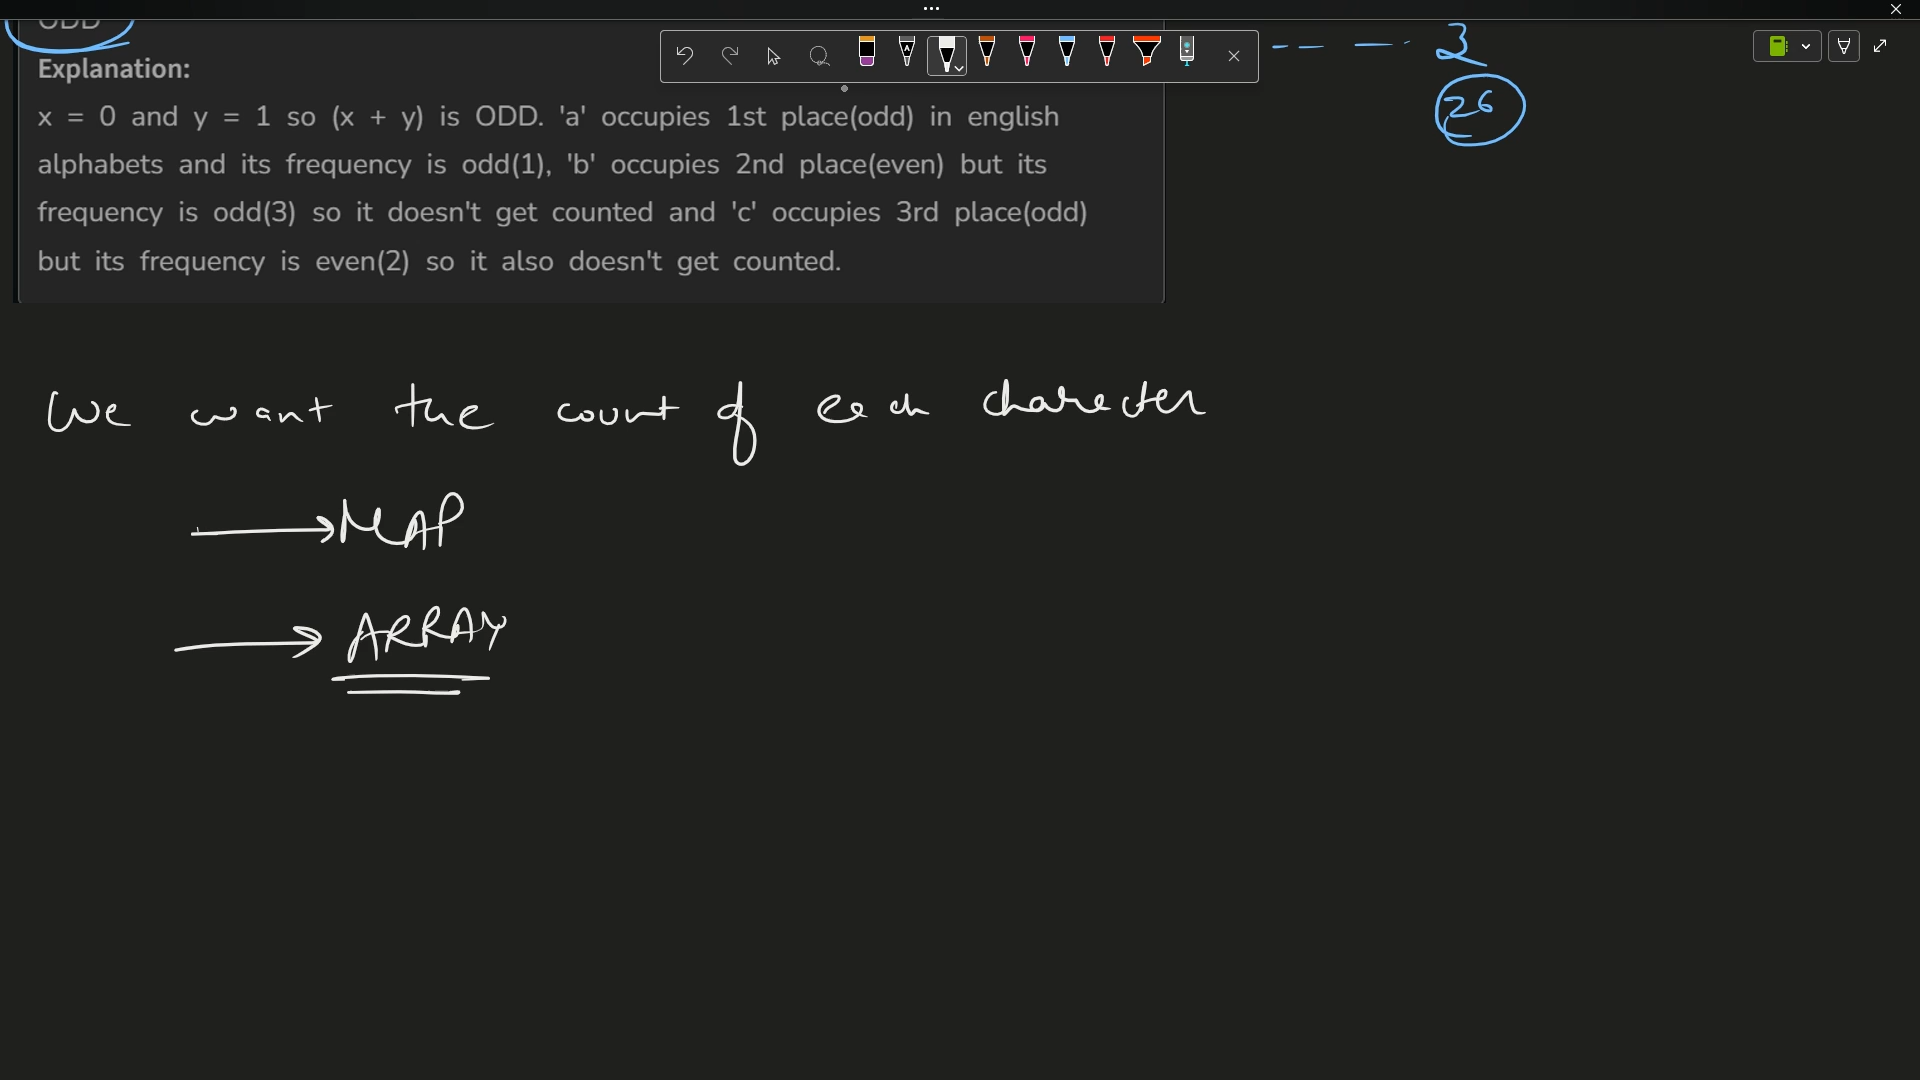 ODD
Explanation:
x = 0 and y = 1 so (x + y) is ODD. 'a' occupies 1st place(odd) in english
alphabets and its frequency is odd(1), 'b' occupies 2nd place(even) but its
frequency is odd(3) so it doesn't get counted and 'c' occupies 3rd place(odd)
but its frequency is even(2) so it also doesn't get counted.
z
26
We want the count of each character
MAP
ARRAY